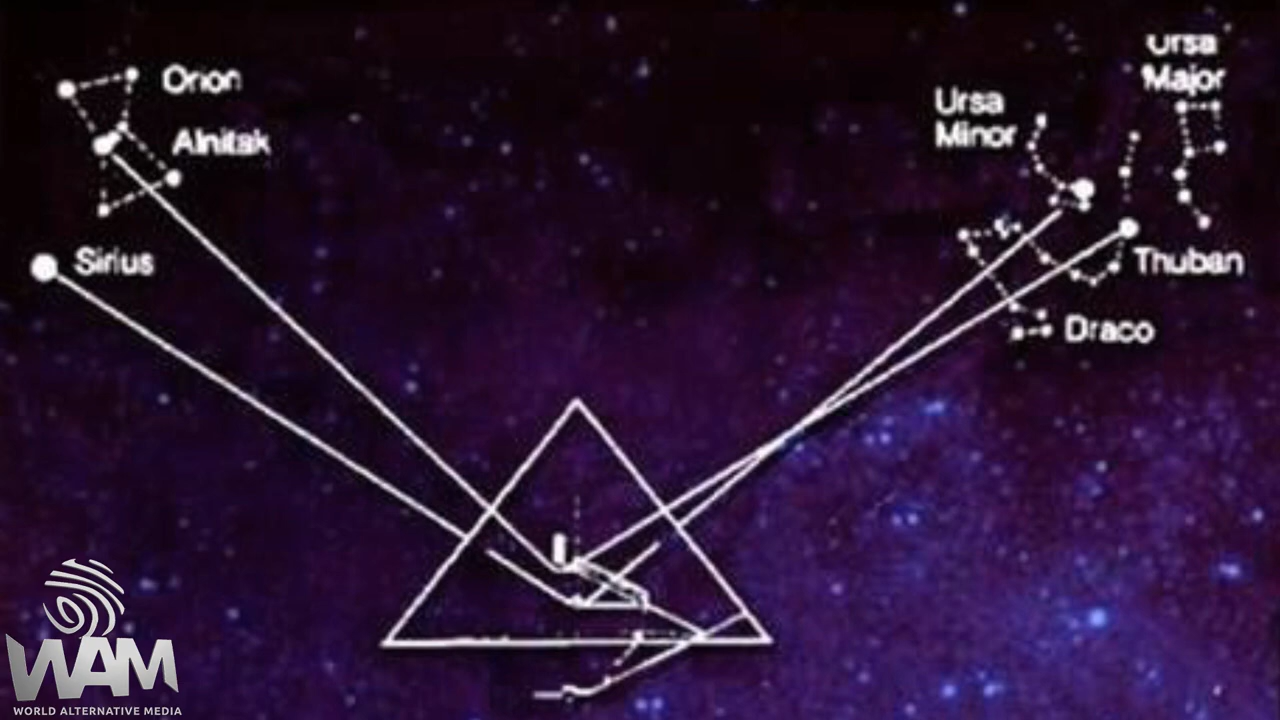 Orion
Alnitak
Sirius
Ursa
Minor
Ursa
Major
Thuban
Draco
WAM
WORLD ALTERNATIVE MEDIA